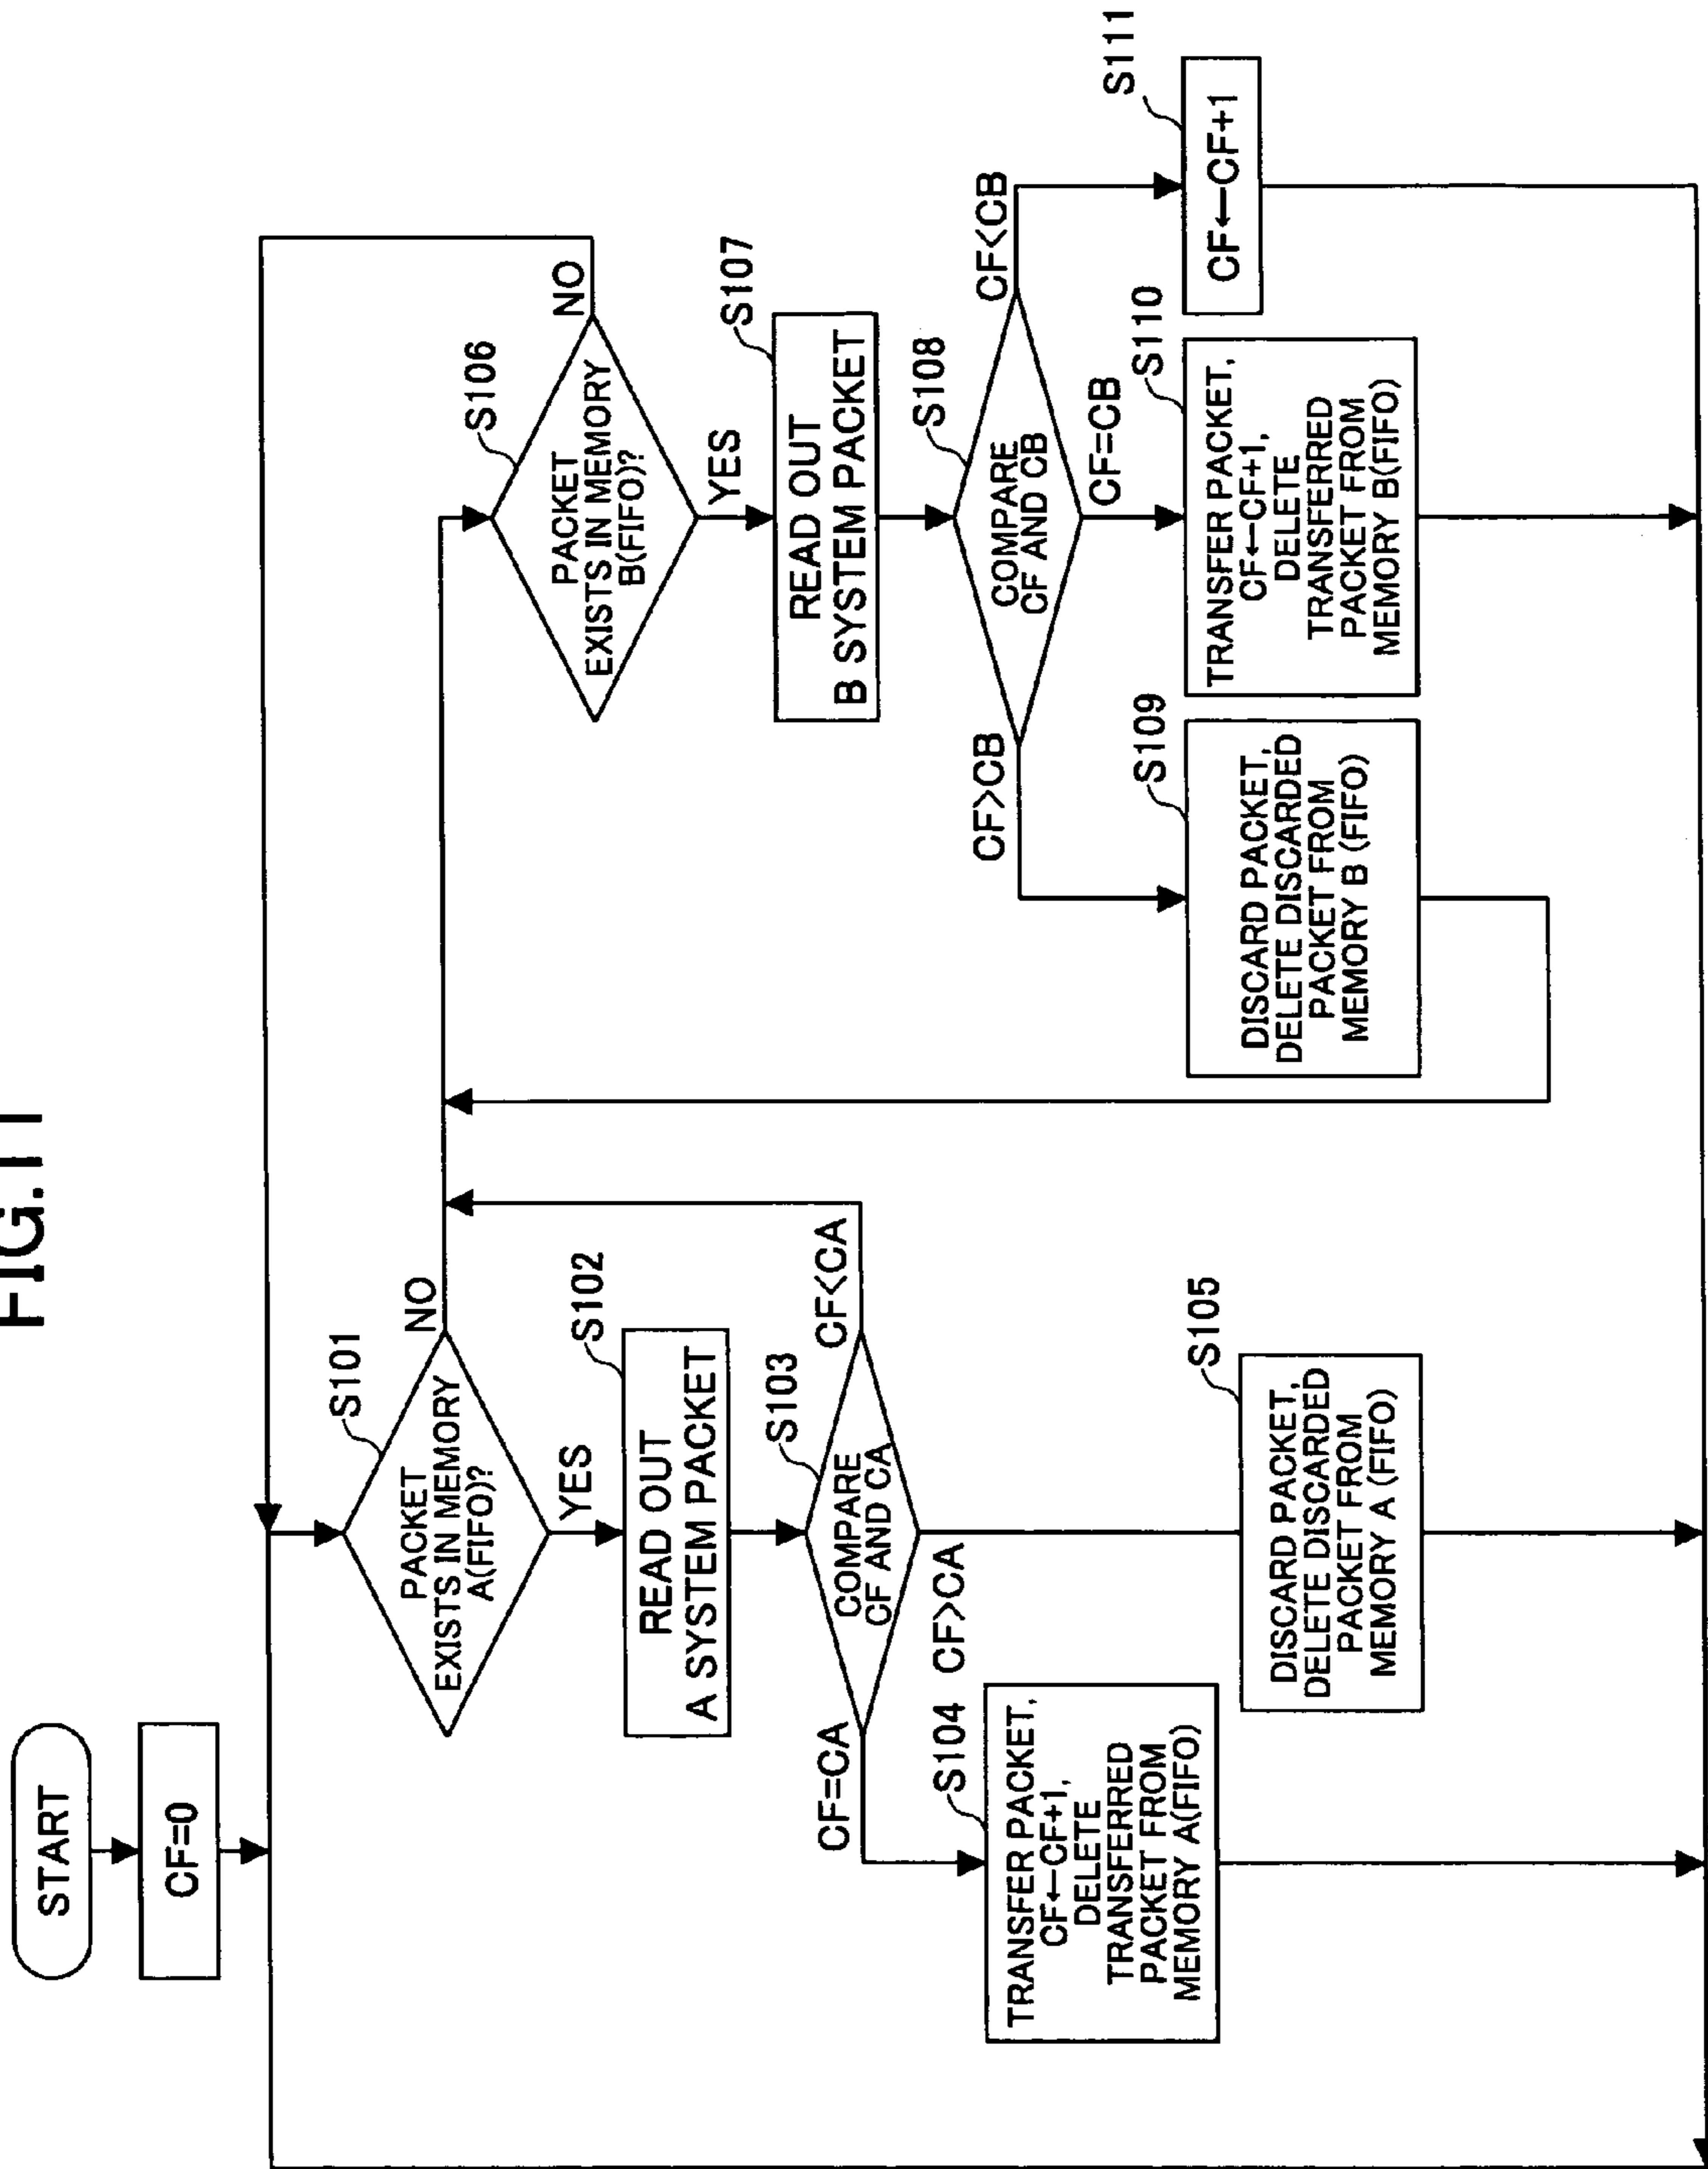 FIG.11
START
CF=0
S101
PACKET
EXISTS IN MEMORY
A(FIFO)?
NO
YES
S102
READ OUT
A SYSTEM PACKET
S103
COMPARE
CF AND CA
CF=CA
CF>CA
CF<CA
S104
TRANSFER PACKET,
CF←CF+1,
DELETE
TRANSFERRED
PACKET FROM
MEMORY A(FIFO)
S105
DISCARD PACKET,
DELETE DISCARDED
PACKET FROM
MEMORY A (FIFO)
S106
PACKET
EXISTS IN MEMORY
B(FIFO)?
NO
YES
S107
READ OUT
B SYSTEM PACKET
S108
COMPARE
CF AND CB
CF>CB
CF=CB
CF<CB
S109
DISCARD PACKET,
DELETE DISCARDED
PACKET FROM
MEMORY B (FIFO)
S110
TRANSFER PACKET,
CF←CF+1,
DELETE
TRANSFERRED
PACKET FROM
MEMORY B(FIFO)
S111
CF←CF+1